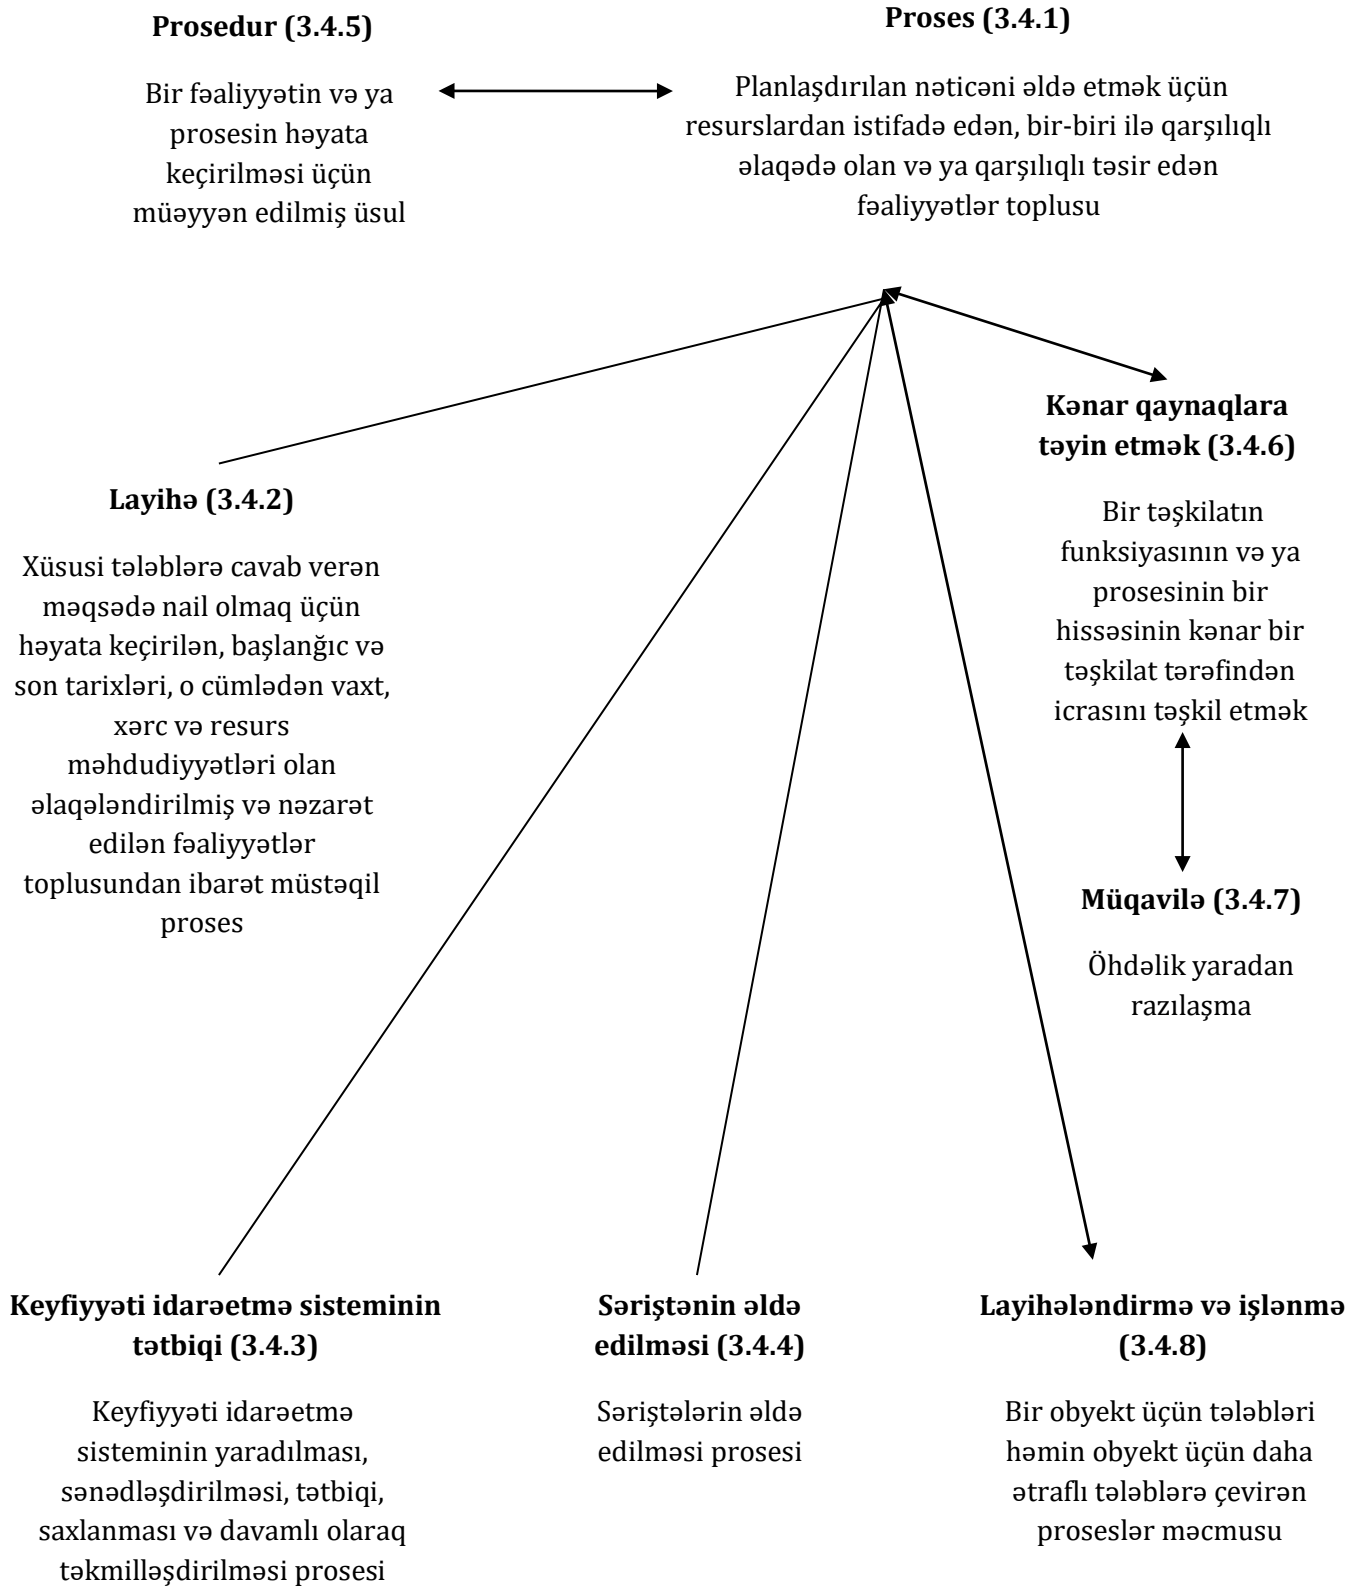 Prosedur (3.4.5)
Bir fəaliyyətin və ya
prosesin həyata
keçirilməsi üçün
müəyyən edilmiş üsul
Proses (3.4.1)
Planlaşdırılan nəticəni əldə etmək üçün
resurslardan istifadə edən, bir-biri ilə qarşılıqlı
əlaqədə olan və ya qarşılıqlı təsir edən
fəaliyyətlər toplusu
Kənar qaynaqlara
təyin etmək (3.4.6)
Bir təşkilatın
funksiyasının və ya
prosesinin bir
hissəsinin kənar bir
təşkilat tərəfindən
icrasını təşkil etmək
Layihə (3.4.2)
Xüsusi tələblərə cavab verən
məqsədə nail olmaq üçün
həyata keçirilən, başlanğıc və
son tarixləri, o cümlədən vaxt,
xərc və resurs
məhdudiyyətləri olan
əlaqələndirilmiş və nəzarət
edilən fəaliyyətlər
toplusundan ibarət müstəqil
proses
Müqavilə (3.4.7)
Öhdəlik yaradan
razılaşma
Keyfiyyəti idarəetmə sisteminin
tətbiqi (3.4.3)
Keyfiyyəti idarəetmə
sisteminin yaradılması,
sənədləşdirilməsi, tətbiqi,
saxlanması və davamlı olaraq
təkmilləşdirilməsi prosesi
Səriştənin əldə
edilməsi (3.4.4)
Səriştələrin əldə
edilməsi prosesi
Layihələndirmə və işlənmə
(3.4.8)
Bir obyekt üçün tələbləri
həmin obyekt üçün daha
ətraflı tələblərə çevirən
proseslər məcmusu